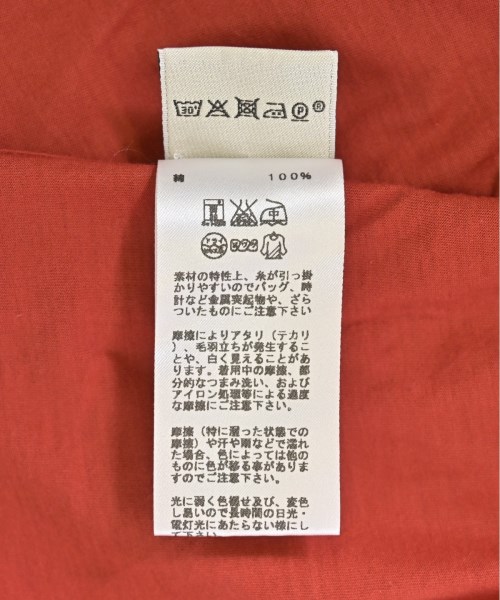 30
P
®
綿 100%
中
ドライ
素材の特性上、糸が引っ掛
かりやすいのでバッグ、時
計など金属突起物や、ざら
ついたものにご注意下さい
摩擦によりアタリ(テカリ
)、毛羽立ちが発生するこ
とや、白く見えることがあ
ります。着用中の摩擦、部
分的なつまみ洗い、および
アイロン処理等による過度
な摩擦にご注意下さい。
摩擦(特に湿った状態での
摩擦)や汗や雨などで濡れ
た場合、色によっては他の
ものに色が移る事がありま
すのでご注意下さい。
光に弱く色褪せ及び、変色
し易いので長時間の日光・
電灯光にあたらない様にし
て下さい。